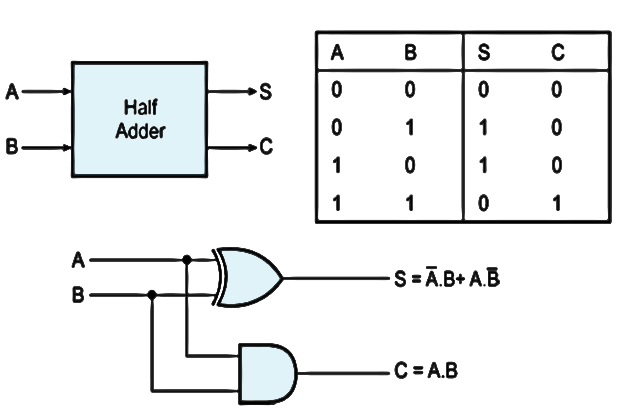 A
B
Half
Adder
S
C
A B S C
0 0 0 0
0 1 1 0
1 0 1 0
1 1 0 1
A
B
S = A̅.B+ A.B̅
C = A.B